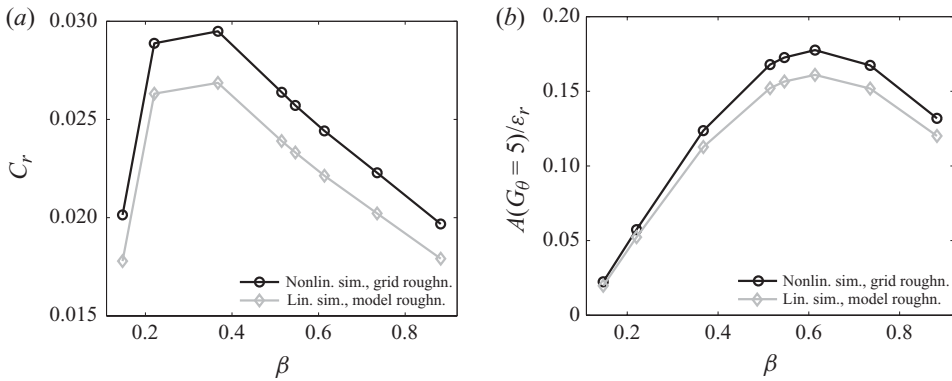 (a)
0.030
0.025
0.020
0.015
C_r
0.2 0.4 0.6 0.8
β
Nonlin. sim., grid roughn.
Lin. sim., model roughn.
(b)
0.20
0.15
0.10
0.05
0
A(G_θ = 5)/ε_r
0.2 0.4 0.6 0.8
β
Nonlin. sim., grid roughn.
Lin. sim., model roughn.